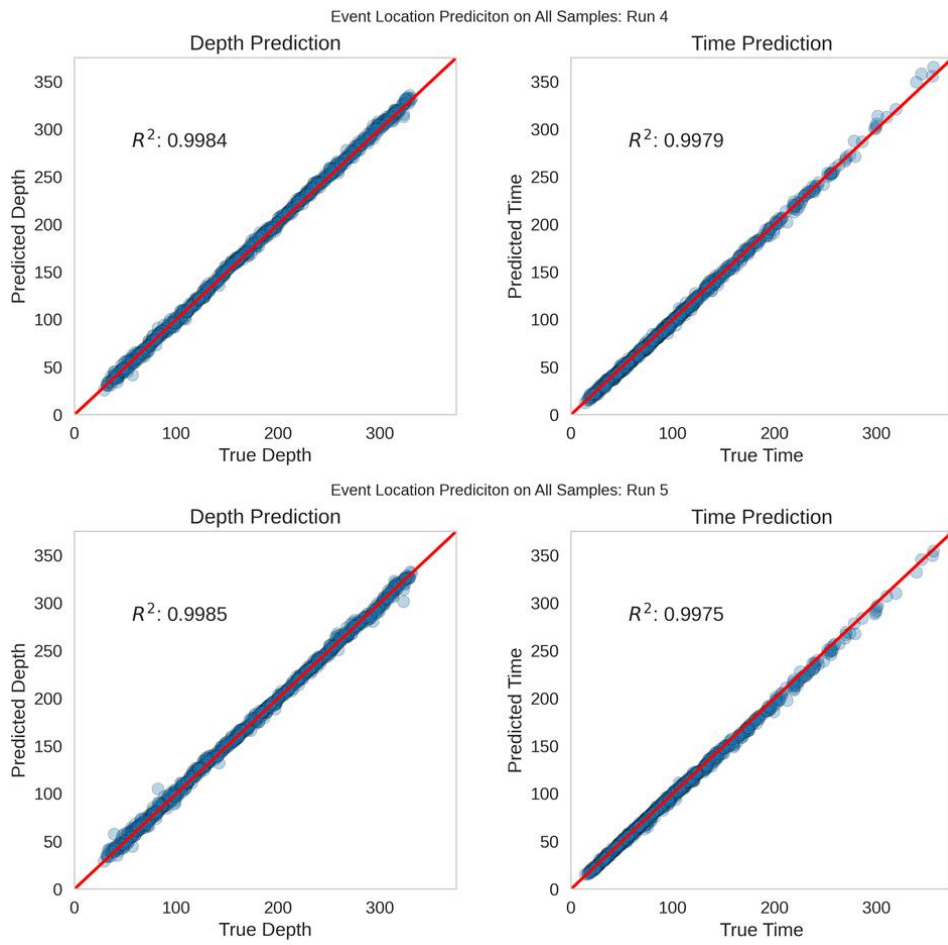 Event Location Prediciton on All Samples: Run 4
Depth Prediction
Time Prediction
R²: 0.9984
R²: 0.9979
Predicted Depth
Predicted Time
350
300
250
200
150
100
50
0
350
300
250
200
150
100
50
0
0 100 200 300
0 100 200 300
True Depth
True Time
Event Location Prediciton on All Samples: Run 5
Depth Prediction
Time Prediction
R²: 0.9985
R²: 0.9975
Predicted Depth
Predicted Time
350
300
250
200
150
100
50
0
350
300
250
200
150
100
50
0
0 100 200 300
0 100 200 300
True Depth
True Time